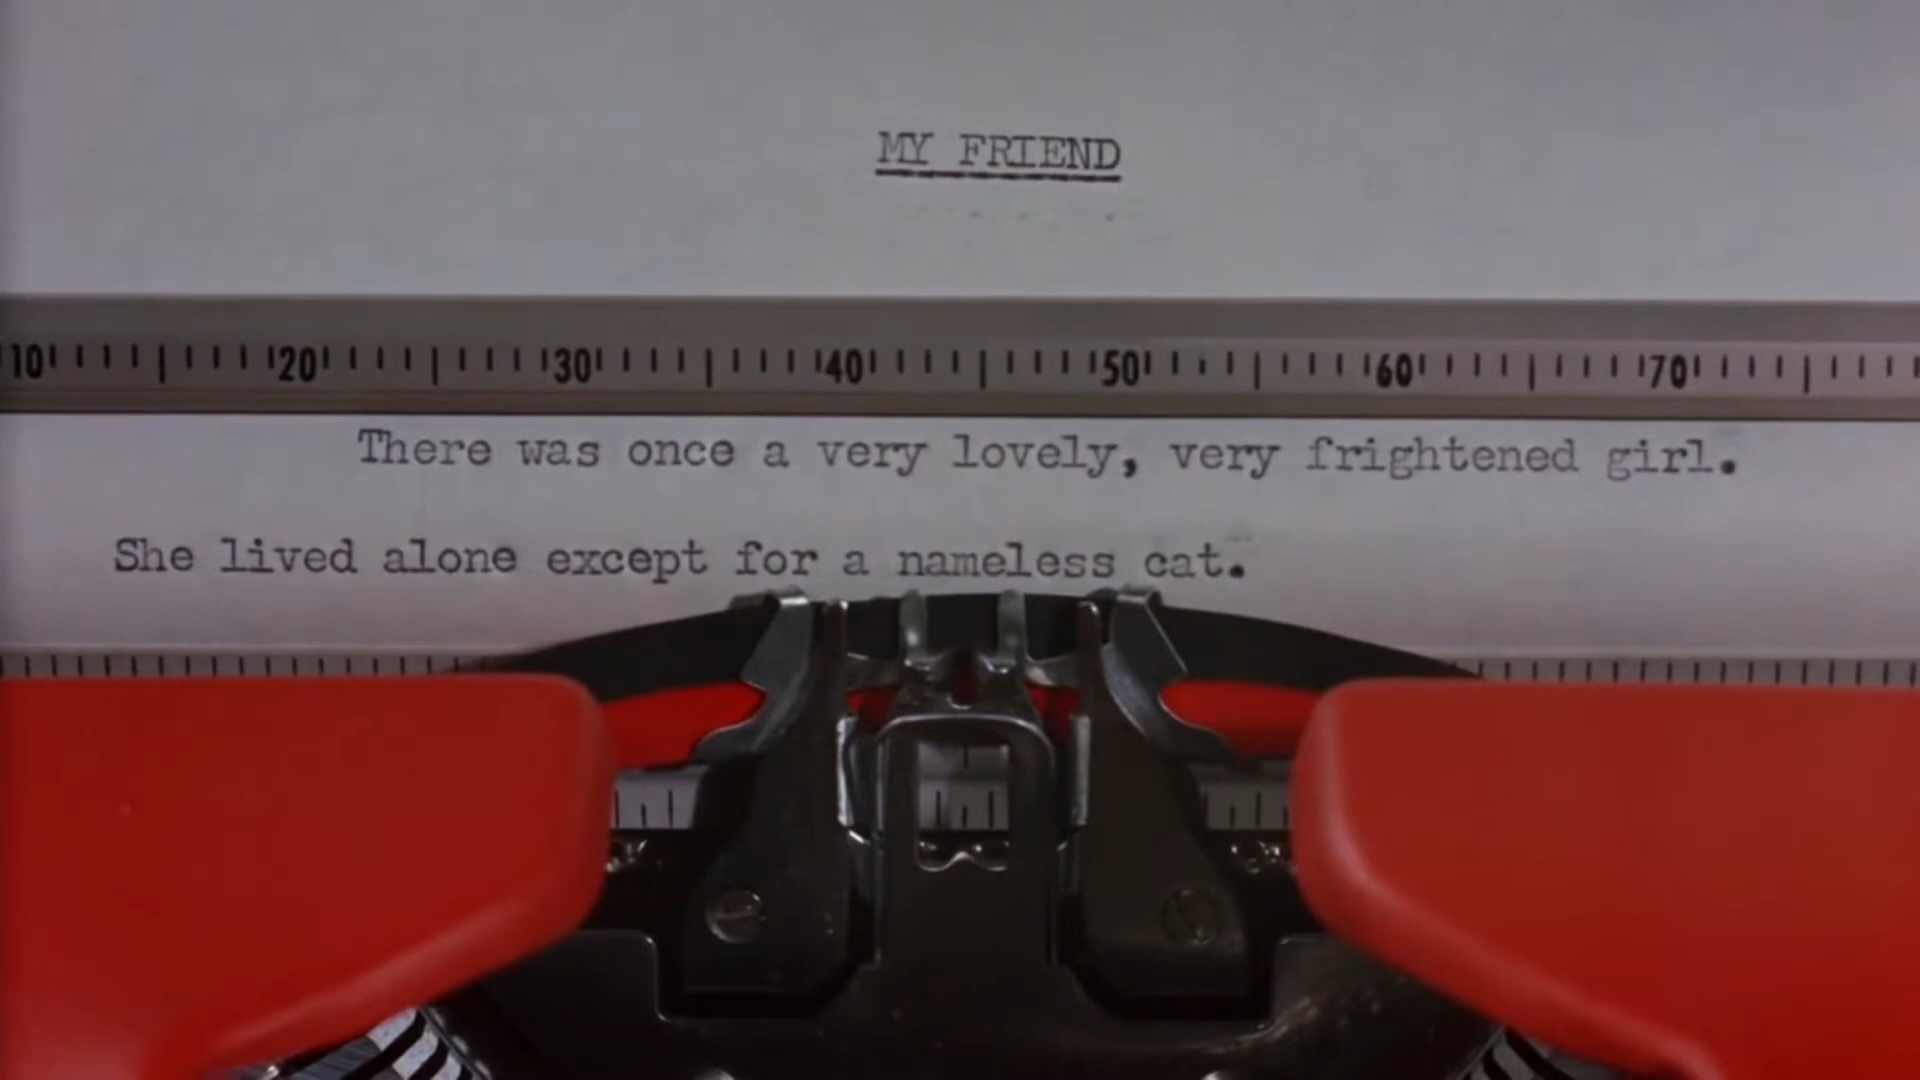 MY FRIEND
10 20 30 40 50 60 70
There was once a very lovely, very frightened girl.
She lived alone except for a nameless cat.